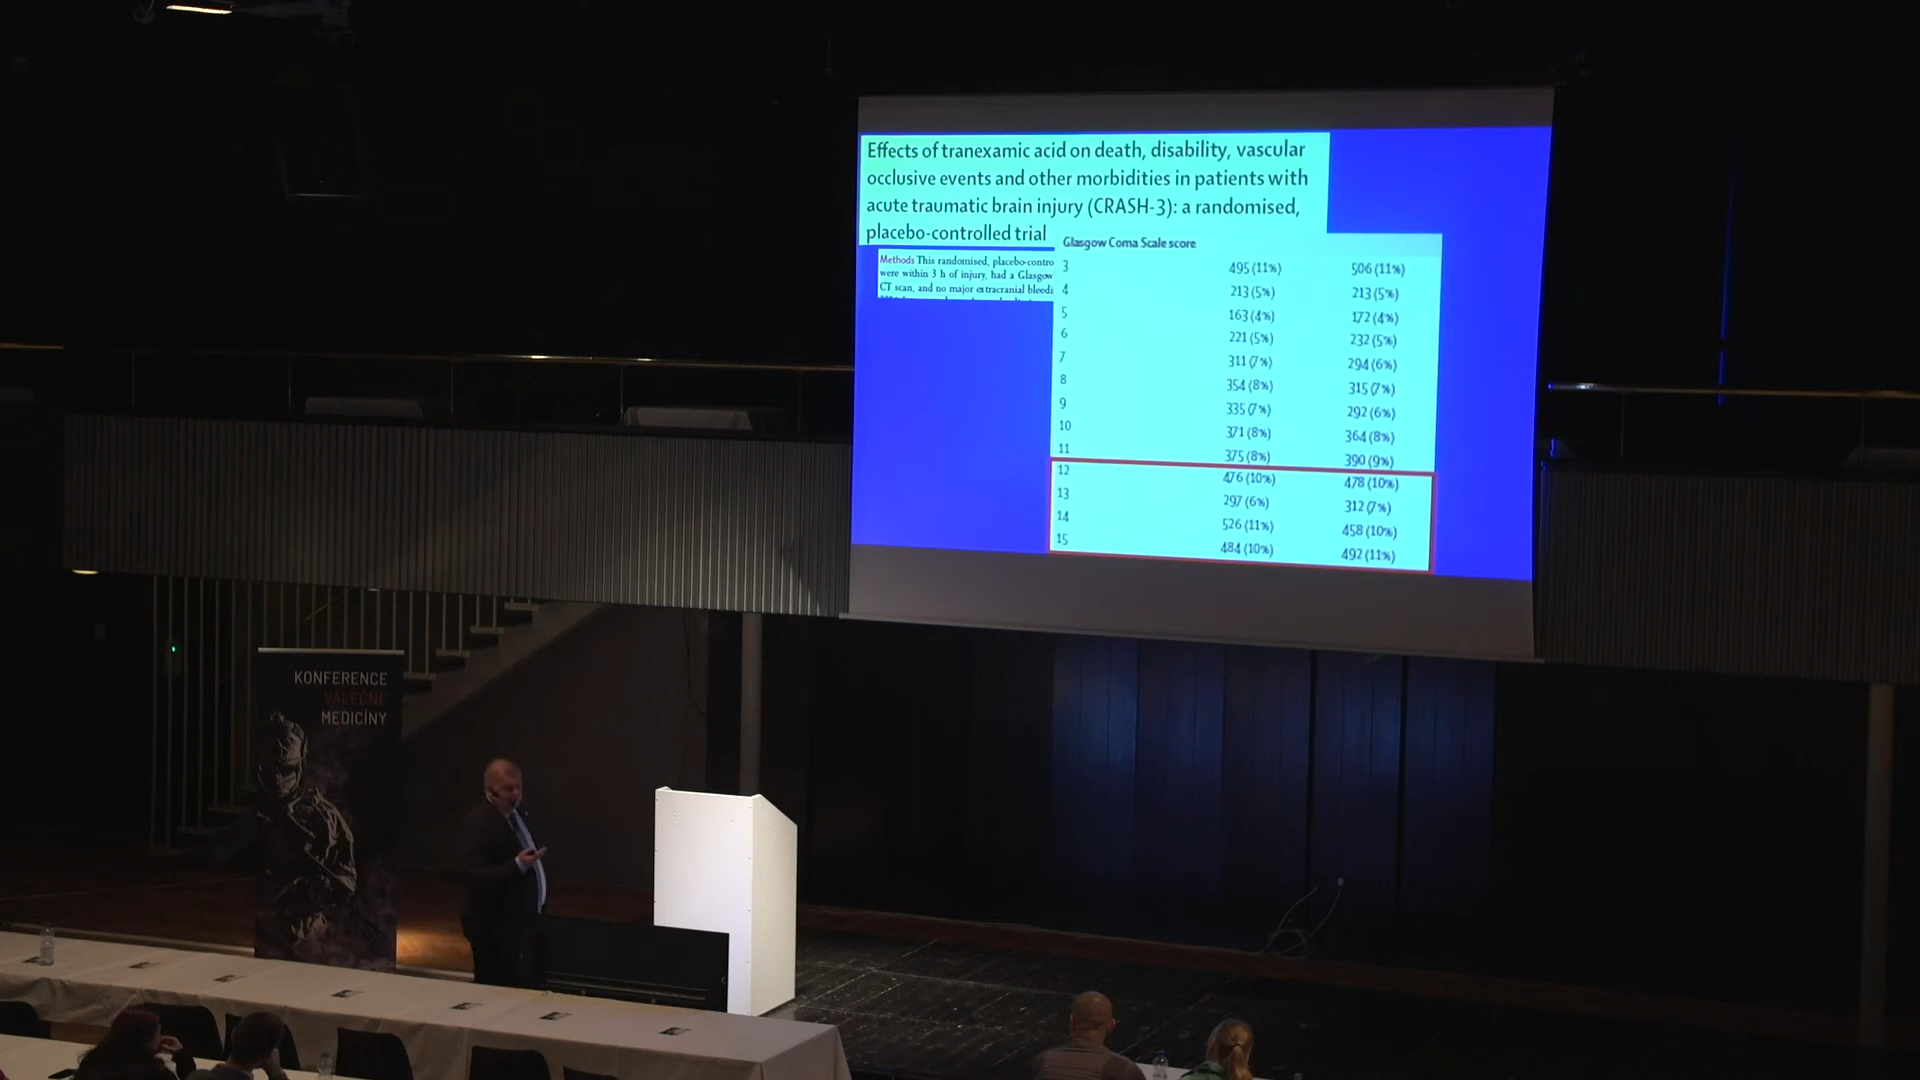 Effects of tranexamic acid on death, disability, vascular
occlusive events and other morbidities in patients with
acute traumatic brain injury (CRASH-3): a randomised,
placebo-controlled trial
Methods This randomised, placebo-contro
were within 3 h of injury, had a Glasgow
CT scan, and no major extracranial bleedi
Glasgow Coma Scale score
3 495 (11%) 506 (11%)
4 213 (5%) 213 (5%)
5 163 (4%) 172 (4%)
6 221 (5%) 232 (5%)
7 311 (7%) 294 (6%)
8 354 (8%) 315 (7%)
9 335 (7%) 292 (6%)
10 371 (8%) 364 (8%)
11 375 (8%) 390 (9%)
12 476 (10%) 478 (10%)
13 297 (6%) 312 (7%)
14 526 (11%) 458 (10%)
15 484 (10%) 492 (11%)
KONFERENCE
VÁLEČNÉ
MEDICÍNY